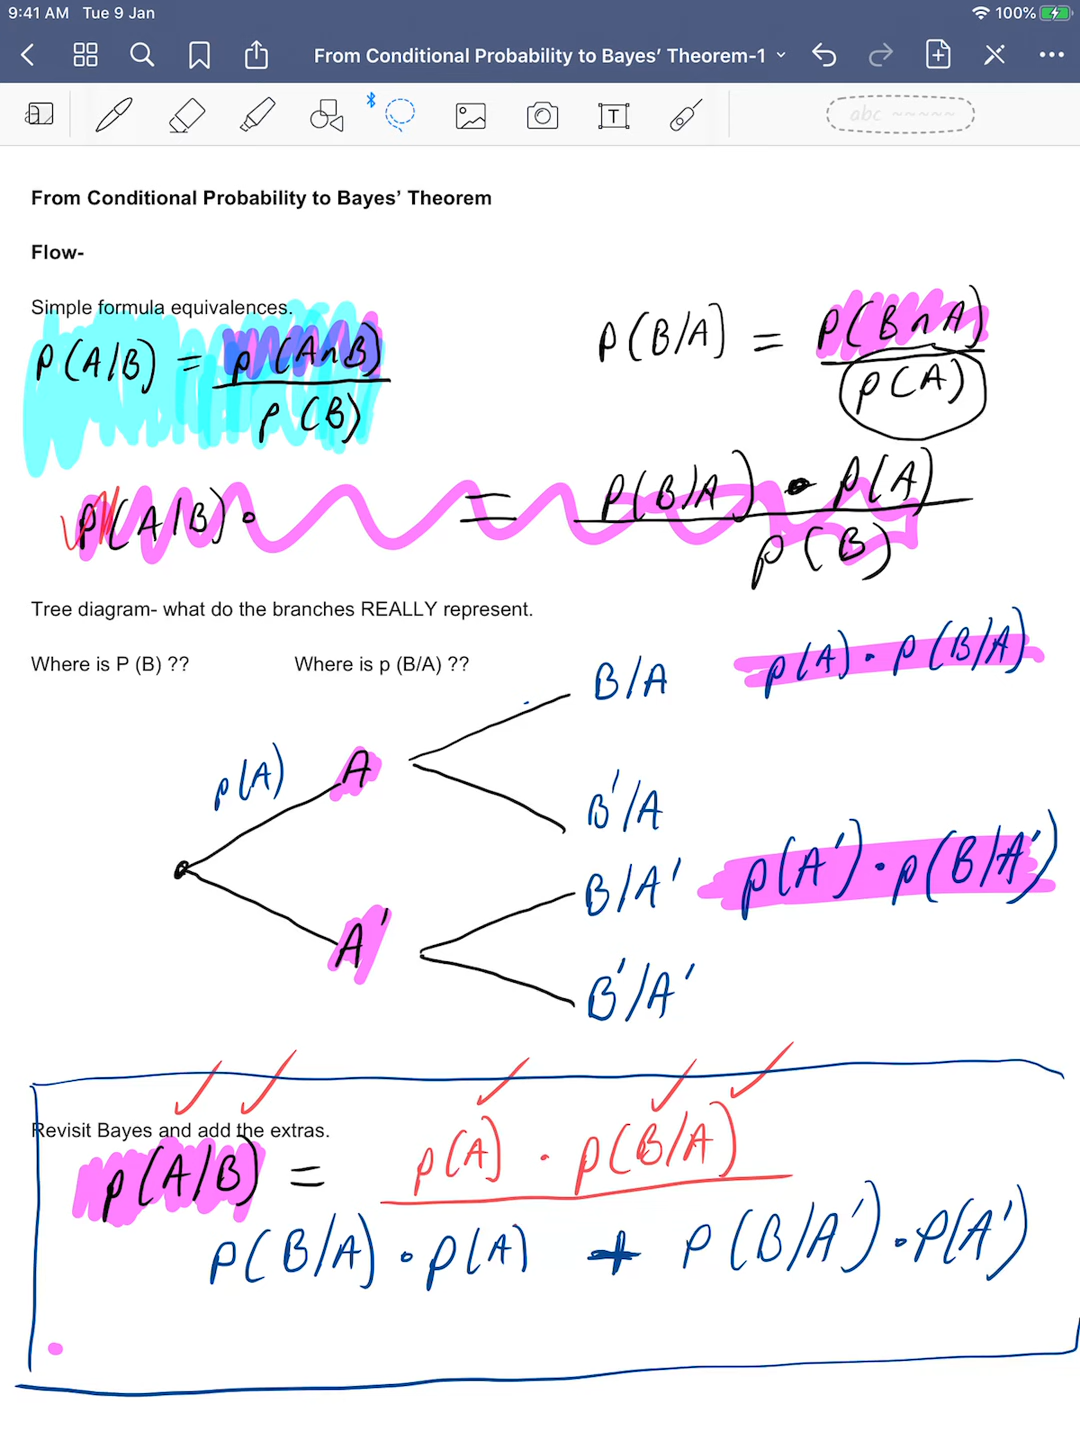 9:41 AM Tue 9 Jan 100%
From Conditional Probability to Bayes' Theorem-1
T abc
From Conditional Probability to Bayes' Theorem
Flow-
Simple formula equivalences.
P(A/B) = P(A∩B) / P(B)
P(B/A) = P(B∩A) / P(A)
P(A/B) • = P(B/A) • P(A) / P(B)
Tree diagram- what do the branches REALLY represent.
Where is P (B) ?? Where is p (B/A) ??
B/A P(A) • P(B/A)
P(A) A
B'/A
B/A' P(A') • P(B/A')
A'
B'/A'
Revisit Bayes and add the extras.
P(A/B) = P(A) • P(B/A)
P(B/A) • P(A) + P(B/A') • P(A')